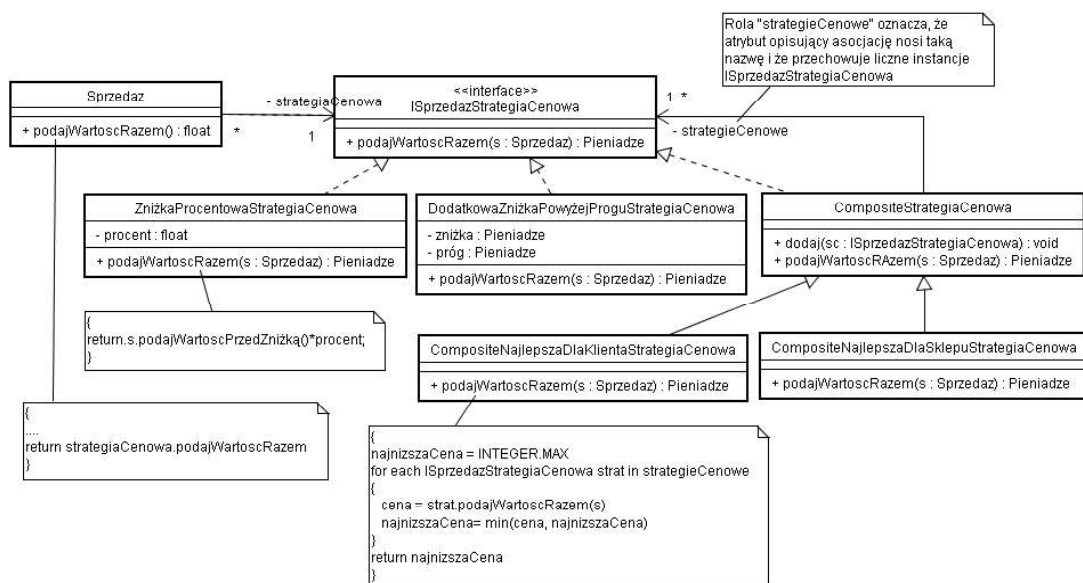 Rola "strategieCenowe" oznacza, że
atrybut opisujący asocjację nosi taką
nazwę i że przechowuje liczne instancje
ISprzedazStrategiaCenowa
Sprzedaz
+ podajWartoscRazem() : float
- strategiaCenowa
*
1
<<interface>>
ISprzedazStrategiaCenowa
+ podajWartoscRazem(s : Sprzedaz) : Pieniadze
1 *
- strategieCenowe
ZniżkaProcentowaStrategiaCenowa
- procent : float
+ podajWartoscRazem(s : Sprzedaz) : Pieniadze
DodatkowaZniżkaPowyżejProguStrategiaCenowa
- zniżka : Pieniadze
- próg : Pieniadze
+ podajWartoscRazem(s : Sprzedaz) : Pieniadze
CompositeStrategiaCenowa
+ dodaj(sc : ISprzedazStrategiaCenowa) : void
+ podajWartoscRAzem(s : Sprzedaz) : Pieniadze
{
return.s.podajWartoscPrzedZniżką()*procent;
}
CompositeNajlepszaDlaKlientaStrategiaCenowa
+ podajWartoscRazem(s : Sprzedaz) : Pieniadze
CompositeNajlepszaDlaSklepuStrategiaCenowa
+ podajWartoscRazem(s : Sprzedaz) : Pieniadze
{
....
return strategiaCenowa.podajWartoscRazem
}
{
najnizszaCena = INTEGER.MAX
for each ISprzedazStrategiaCenowa strat in strategieCenowe
{
cena = strat.podajWartoscRazem(s)
najnizszaCena= min(cena, najnizszaCena)
}
return najnizszaCena
}